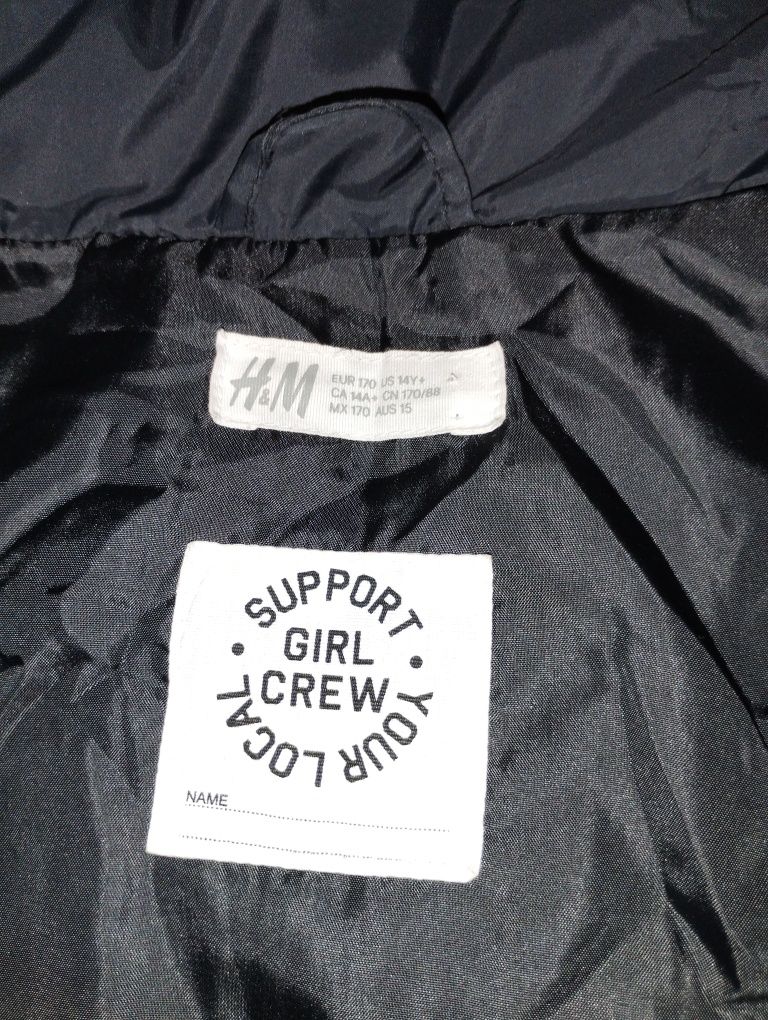 H&M
EUR 170 US 14Y+
CA 14A+ CN 170/88
MX 170 AUS 15
SUPPORT
GIRL
CREW
YOUR LOCAL
NAME